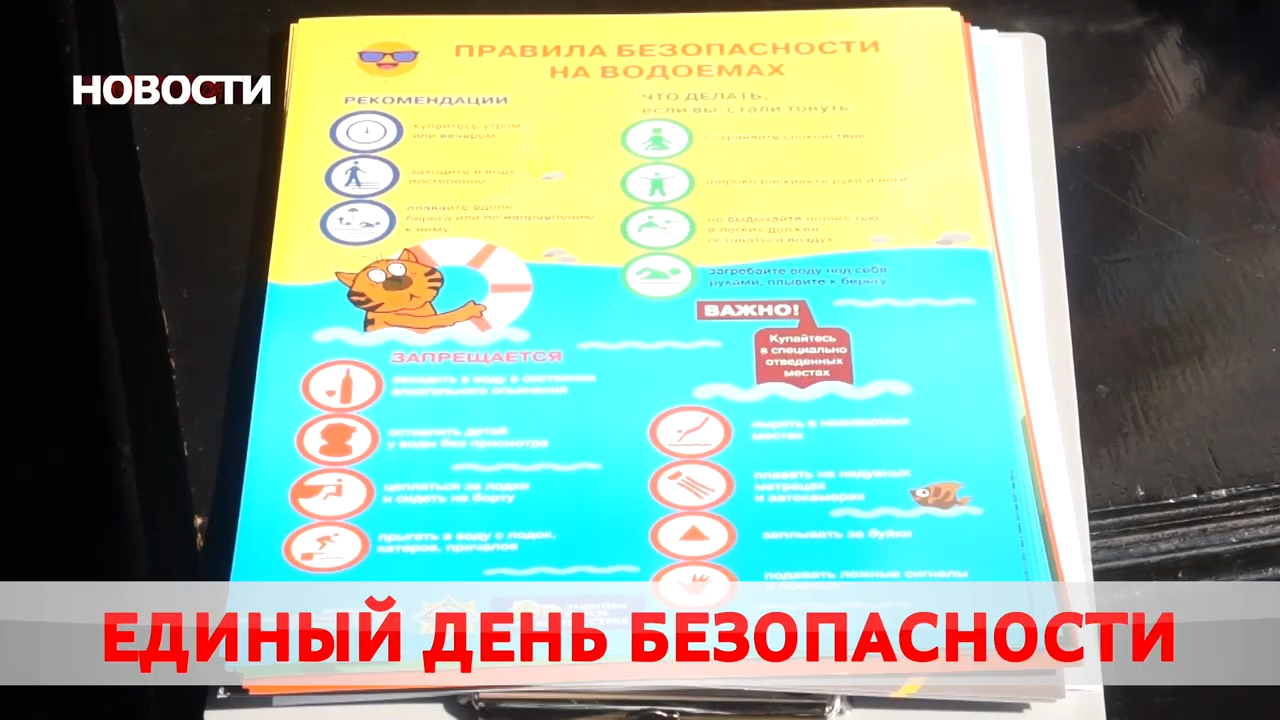 НОВОСТИ
ПРАВИЛА БЕЗОПАСНОСТИ
НА ВОДОЕМАХ
РЕКОМЕНДАЦИИ
купайтесь утром
или вечером
заходите в воду
постепенно
плавайте вдоль
берега или по направлению
к нему
ЧТО ДЕЛАТЬ,
если вы стали тонуть
сохраняйте спокойствие
широко раскиньте руки и ноги
не выдыхайте полностью
в легких должен
оставаться воздух
загребайте воду под себя
руками, плывите к берегу
ВАЖНО!
Купайтесь
в специально
отведенных
местах
ЗАПРЕЩАЕТСЯ
заходить в воду в состоянии
алкогольного опьянения
оставлять детей
у воды без присмотра
цепляться за лодки
и сидеть на борту
прыгать в воду с лодок,
катеров, причалов
нырять в незнакомых
местах
плавать на надувных
матрацах
и автокамерах
заплывать за буйки
подавать ложные сигналы
о помощи
ЕДИНЫЙ ДЕНЬ БЕЗОПАСНОСТИ